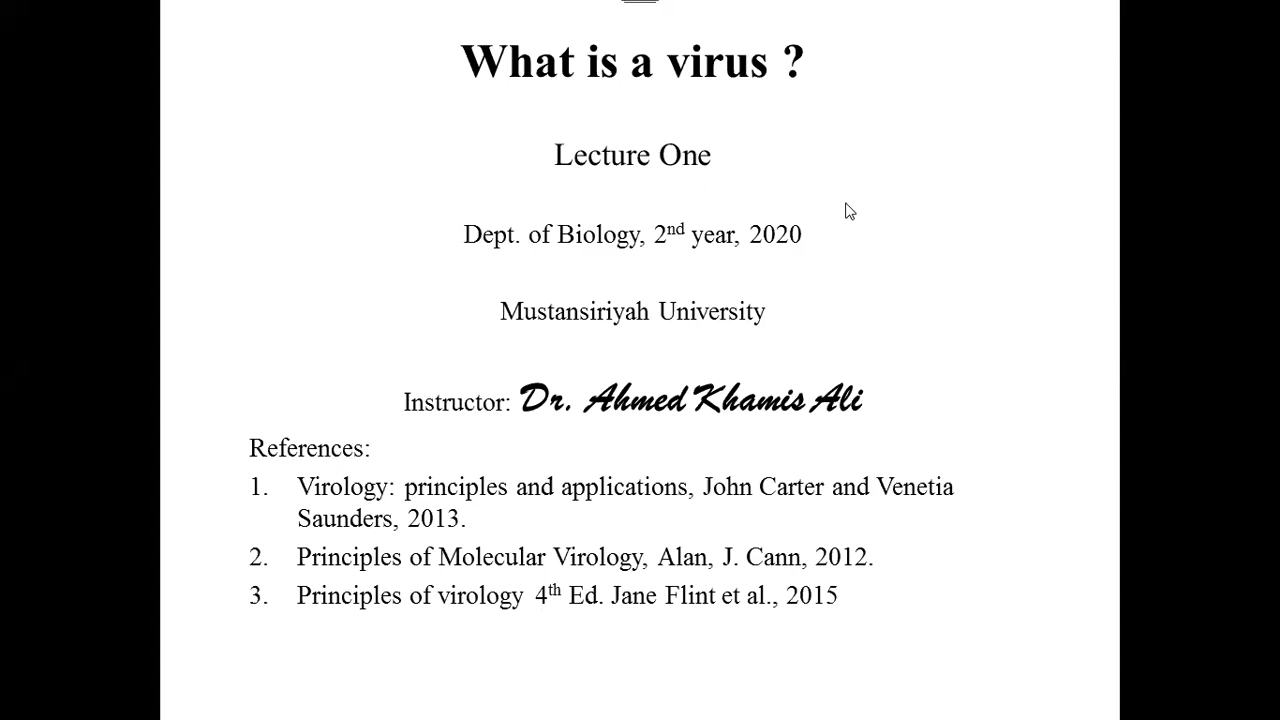 What is a virus ?
Lecture One
Dept. of Biology, 2nd year, 2020
Mustansiriyah University
Instructor: Dr. Ahmed Khamis Ali
References:
1. Virology: principles and applications, John Carter and Venetia
Saunders, 2013.
2. Principles of Molecular Virology, Alan, J. Cann, 2012.
3. Principles of virology 4th Ed. Jane Flint et al., 2015